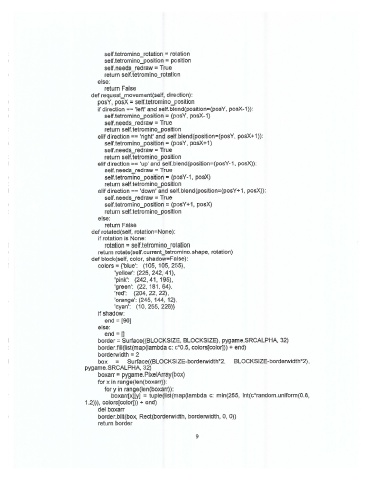 self.tetromino_rotation = rotation
self.tetromino_position = position
self.needs_redraw = True
return self.tetromino_rotation
else:
return False
def request_movement(self, direction):
posY, posX = self.tetromino_position
if direction == 'left' and self.blend(position=(posY, posX-1)):
self.tetromino_position = (posY, posX-1)
self.needs_redraw = True
return self.tetromino_position
elif direction == 'right' and self.blend(position=(posY, posX+1)):
self.tetromino_position = (posY, posX+1)
self.needs_redraw = True
return self.tetromino_position
elif direction == 'up' and self.blend(position=(posY-1, posX)):
self.needs_redraw = True
self.tetromino_position = (posY-1, posX)
return self.tetromino_position
elif direction == 'down' and self.blend(position=(posY+1, posX)):
self.needs_redraw = True
self.tetromino_position = (posY+1, posX)
return self.tetromino_position
else:
return False
def rotated(self, rotation=None):
if rotation is None:
rotation = self.tetromino_rotation
return rotate(self.current_tetromino.shape, rotation)
def block(self, color, shadow=False):
colors = {'blue': (105, 105, 255),
'yellow': (225, 242, 41),
'pink': (242, 41, 195),
'green': (22, 181, 64),
'red': (204, 22, 22),
'orange': (245, 144, 12),
'cyan': (10, 255, 226)}
if shadow:
end = [90]
else:
end = []
border = Surface((BLOCKSIZE, BLOCKSIZE), pygame.SRCALPHA, 32)
border.fill(list(map(lambda c: c*0.5, colors[color])) + end)
borderwidth = 2
box = Surface((BLOCKSIZE-borderwidth*2, BLOCKSIZE-borderwidth*2),
pygame.SRCALPHA, 32)
boxarr = pygame.PixelArray(box)
for x in range(len(boxarr)):
for y in range(len(boxarr)):
boxarr[x][y] = tuple(list(map(lambda c: min(255, int(c*random.uniform(0.8,
1.2))), colors[color])) + end)
del boxarr
border.blit(box, Rect(borderwidth, borderwidth, 0, 0))
return border
9